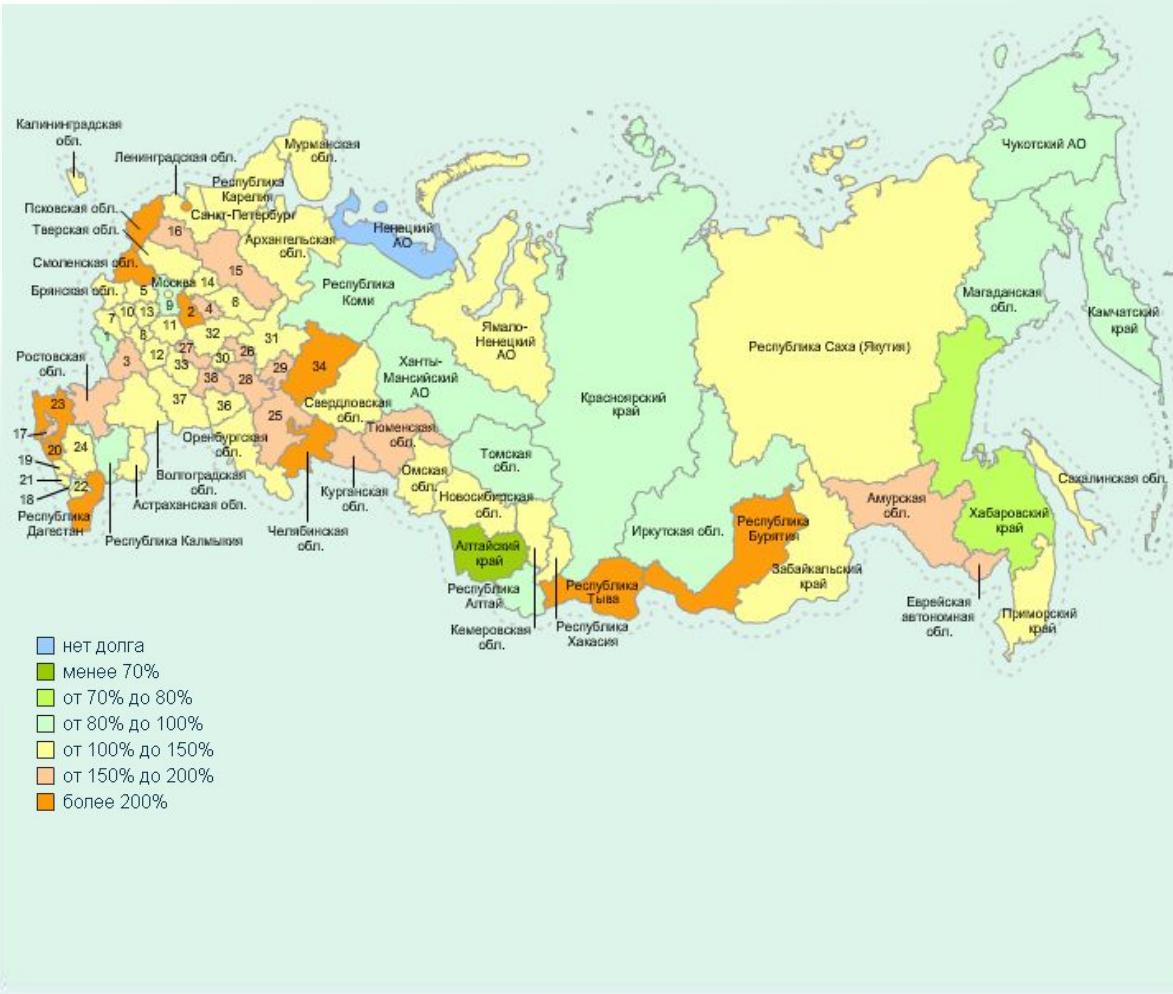 Калининградская
обл.
Ленинградская обл.
Мурманская
обл.
Республика
Карелия
Санкт-Петербург
Псковская обл.
Тверская обл.
16
Архангельская
обл.
Ненецкий
АО
Чукотский АО
Смоленская обл.
15
Брянская обл.
5
Москва
14
Республика
Коми
Магаданская
обл.
Камчатский
край
7
10
13
9
2
4
8
11
32
31
1
8
12
27
33
30
26
29
34
3
38
28
37
36
25
Ростовская
обл.
Ямало-
Ненецкий
АО
Республика Саха (Якутия)
Ханты-
Мансийский
АО
Красноярский
край
Свердловская
обл.
Тюменская
обл.
23
17
20
24
19
21
22
18
Республика
Дагестан
Оренбургская
обл.
Волгоградская
обл.
Астраханская обл.
Республика Калмыкия
Челябинская
обл.
Курганская
обл.
Омская
обл.
Томская
обл.
Новосибирская
обл.
Алтайский
край
Республика
Алтай
Кемеровская
обл.
Республика
Хакасия
Республика
Тыва
Иркутская обл.
Республика
Бурятия
Забайкальский
край
Амурская
обл.
Еврейская
автономная
обл.
Хабаровский
край
Приморский
край
Сахалинская обл.
нет долга
менее 70%
от 70% до 80%
от 80% до 100%
от 100% до 150%
от 150% до 200%
более 200%